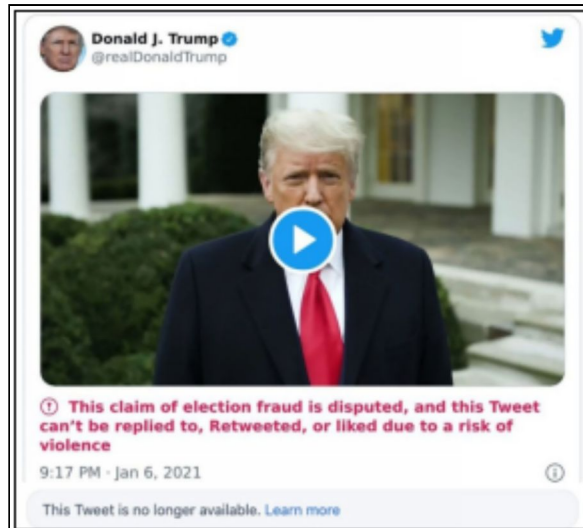 Donald J. Trump
@realDonaldTrump
This claim of election fraud is disputed, and this Tweet
can't be replied to, Retweeted, or liked due to a risk of
violence
9:17 PM · Jan 6, 2021
This Tweet is no longer available. Learn more